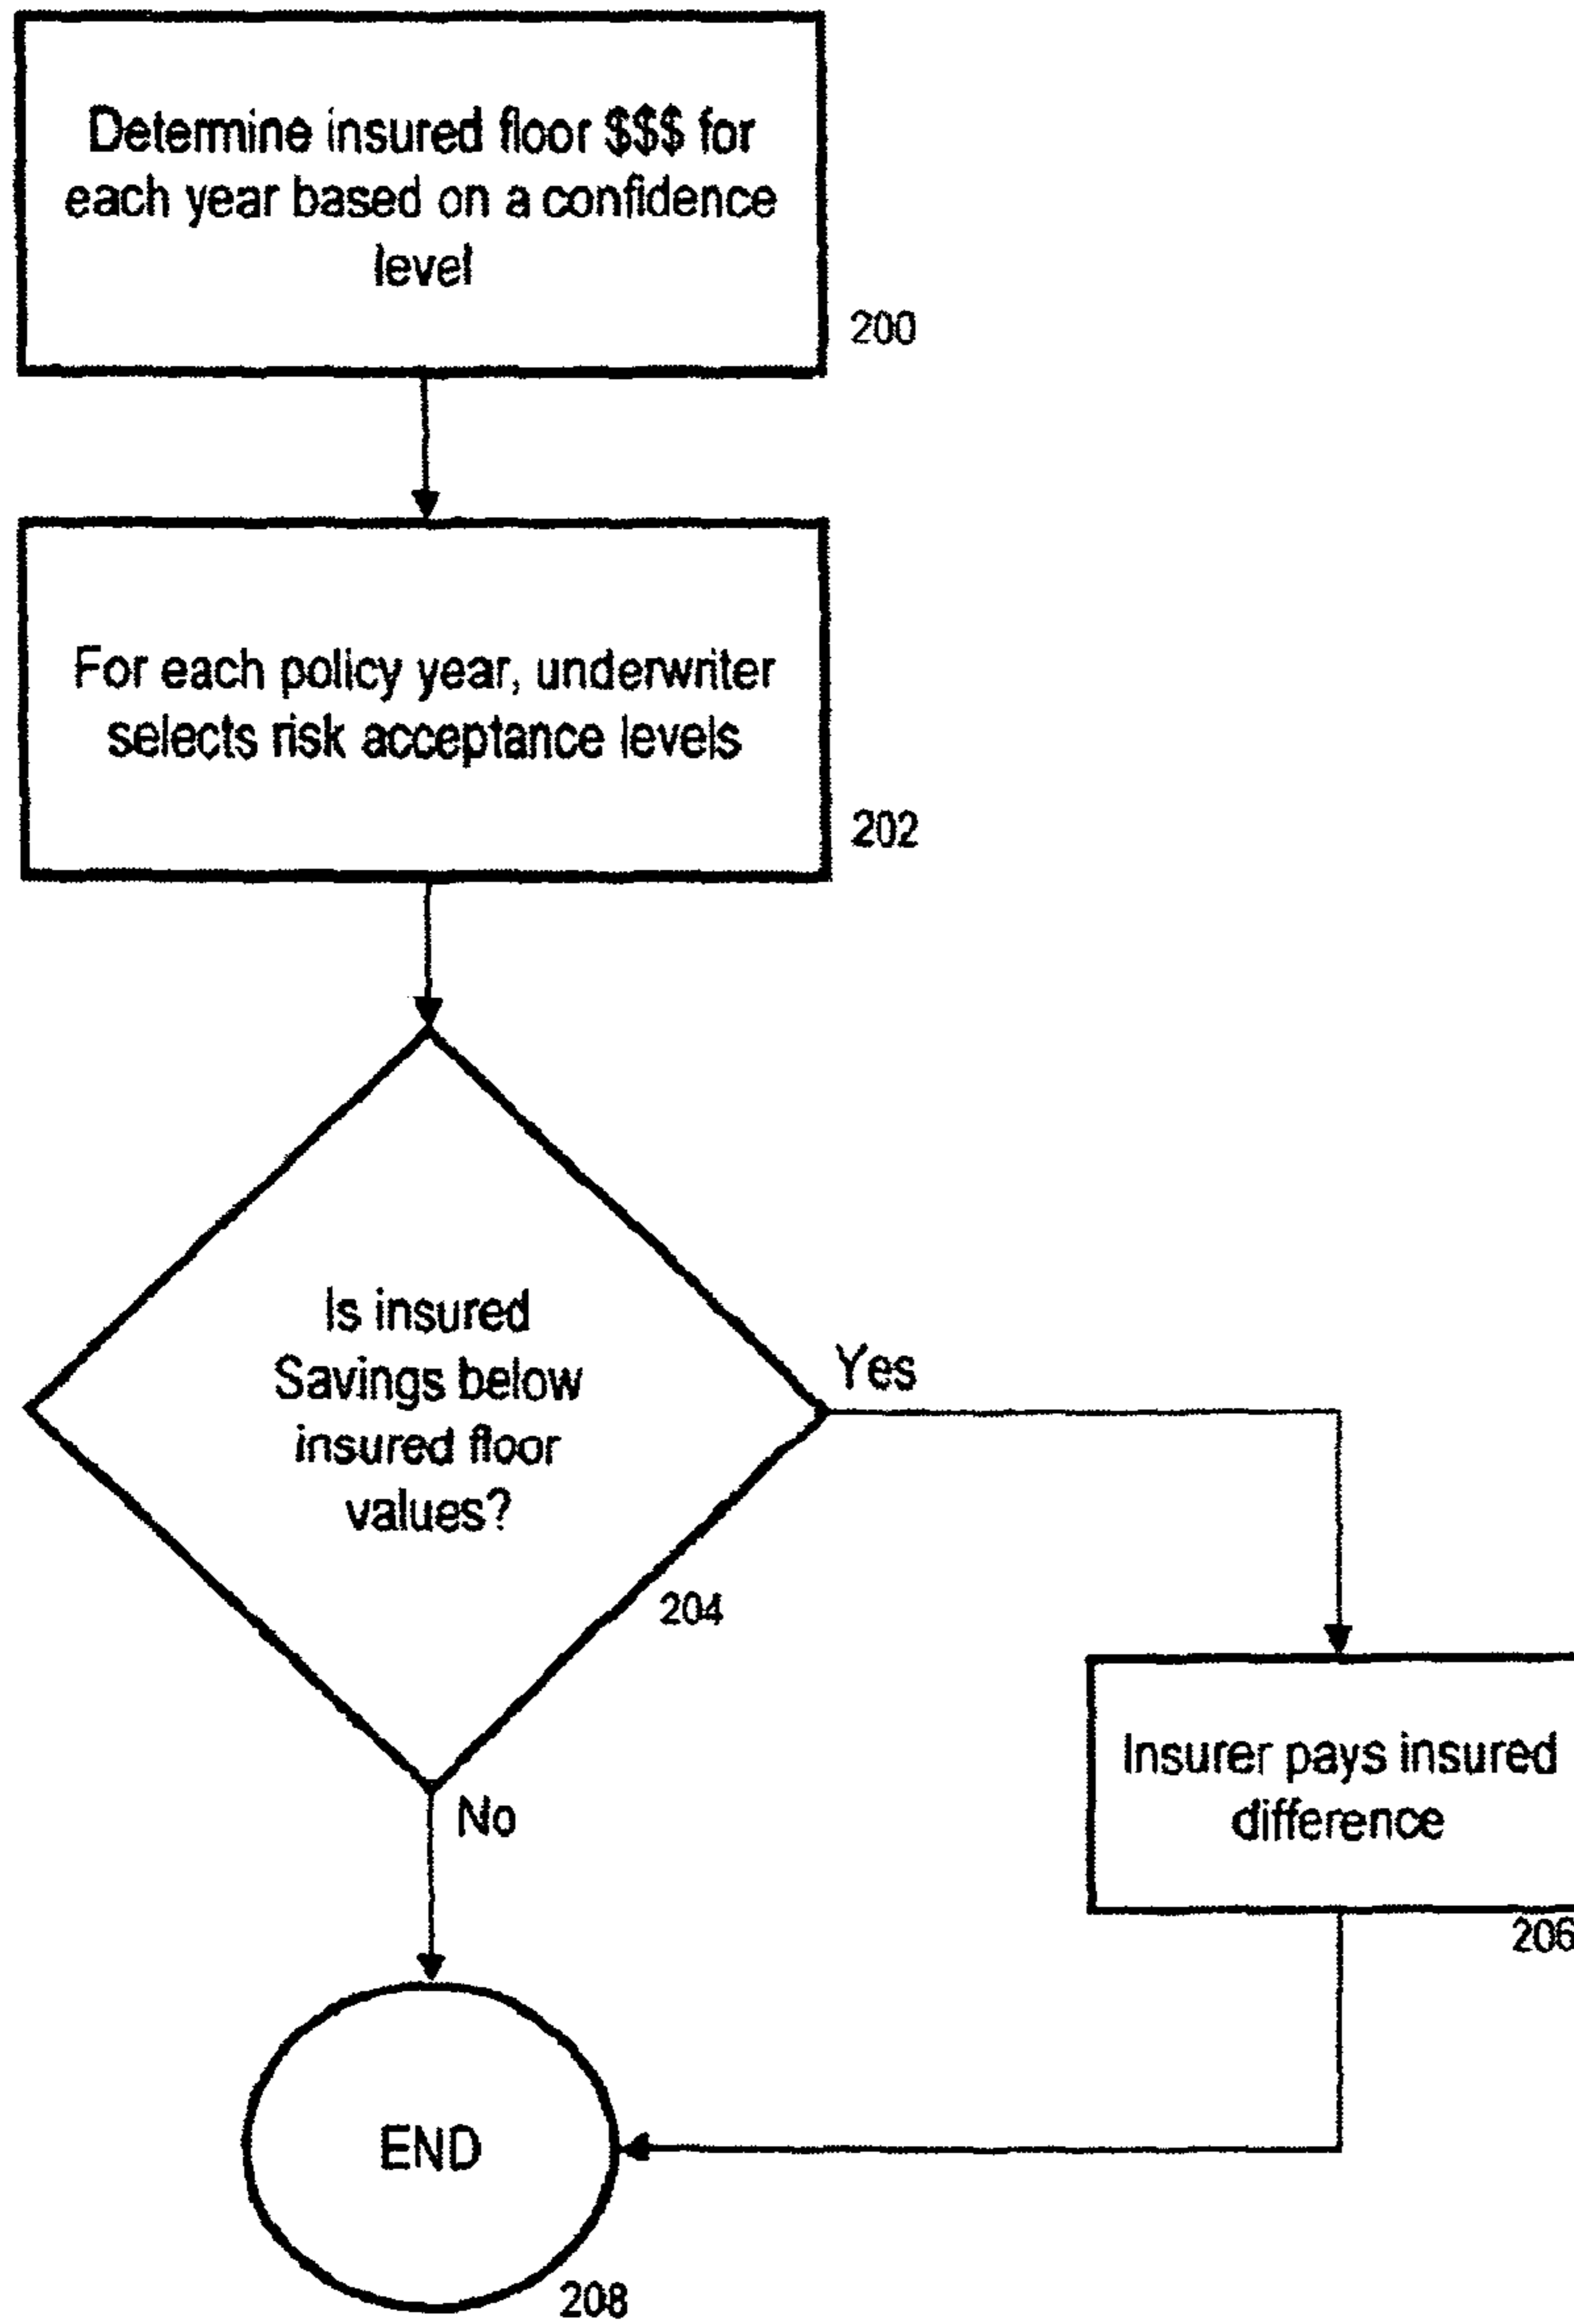 Determine insured floor $$$ for
each year based on a confidence
level
200
For each policy year, underwriter
selects risk acceptance levels
202
Is insured
Savings below
insured floor
values?
Yes
204
No
Insurer pays insured
difference
206
END
208